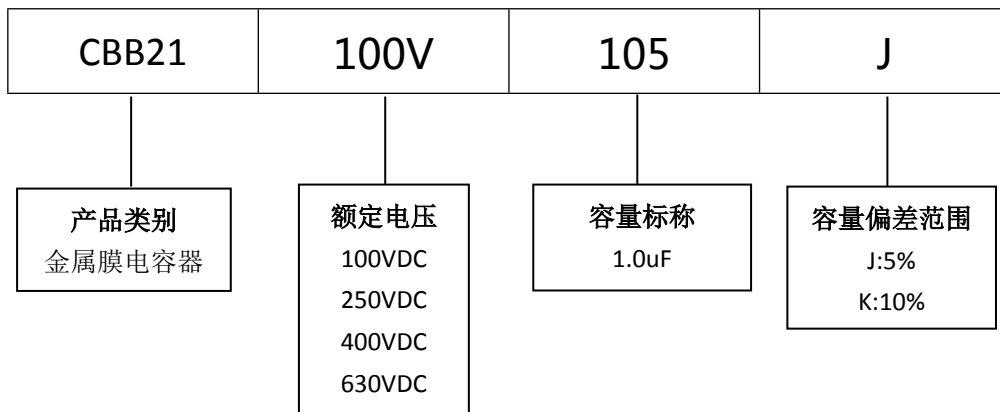 CBB21 100V 105 J
产品类别
金属膜电容器
额定电压
100VDC
250VDC
400VDC
630VDC
容量标称
1.0uF
容量偏差范围
J:5%
K:10%